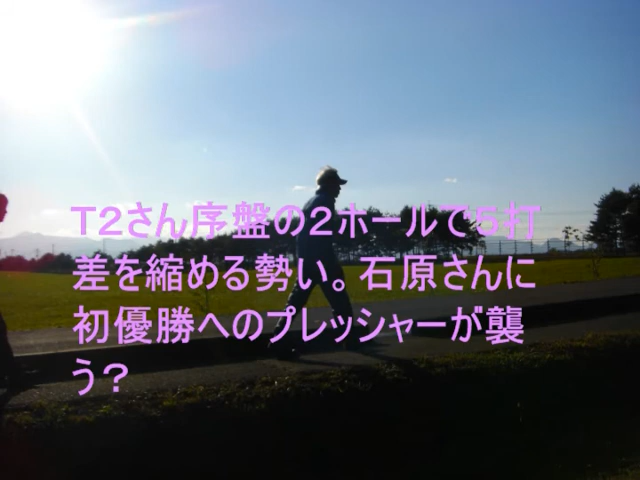 Ｔ２さん序盤の２ホールで５打
差を縮める勢い。石原さんに
初優勝へのプレッシャーが襲
う？